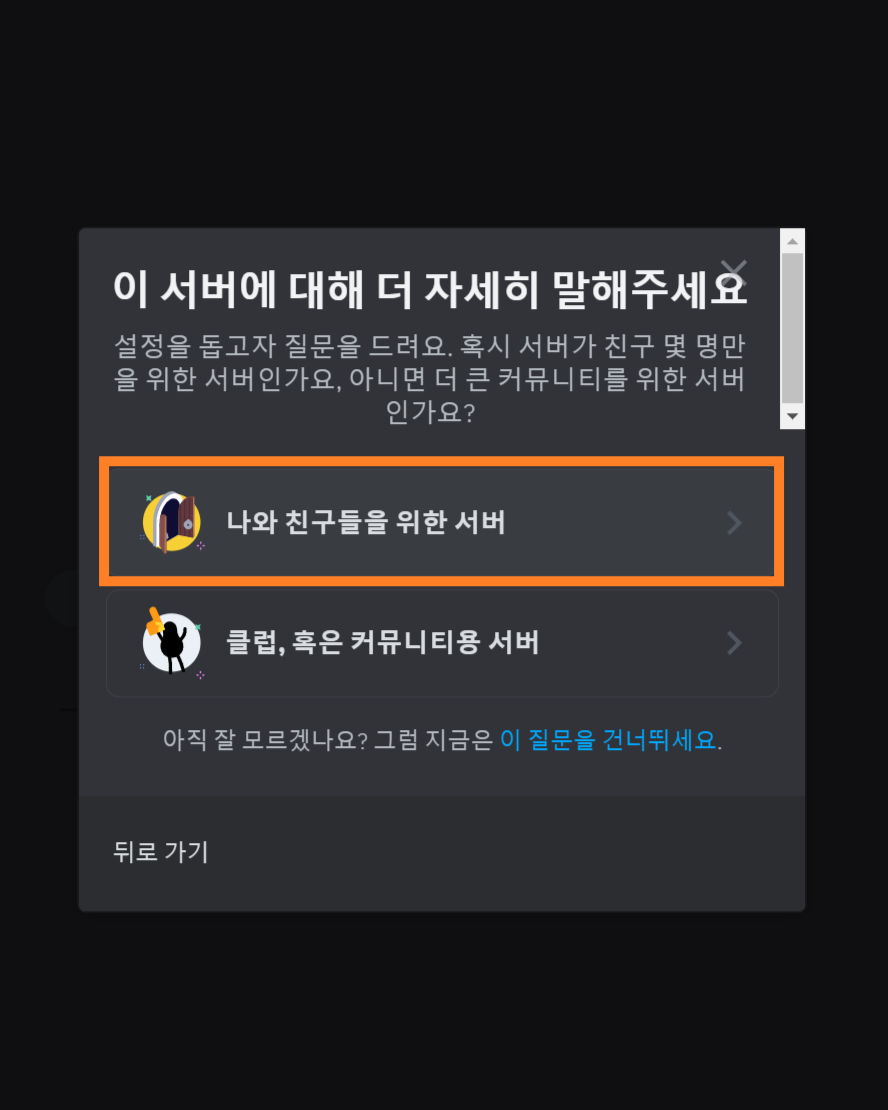 이 서버에 대해 더 자세히 말해주세요
설정을 돕고자 질문을 드려요. 혹시 서버가 친구 몇 명만
을 위한 서버인가요, 아니면 더 큰 커뮤니티를 위한 서버
인가요?
나와 친구들을 위한 서버
클럽, 혹은 커뮤니티용 서버
아직 잘 모르겠나요? 그럼 지금은 이 질문을 건너뛰세요.
뒤로 가기